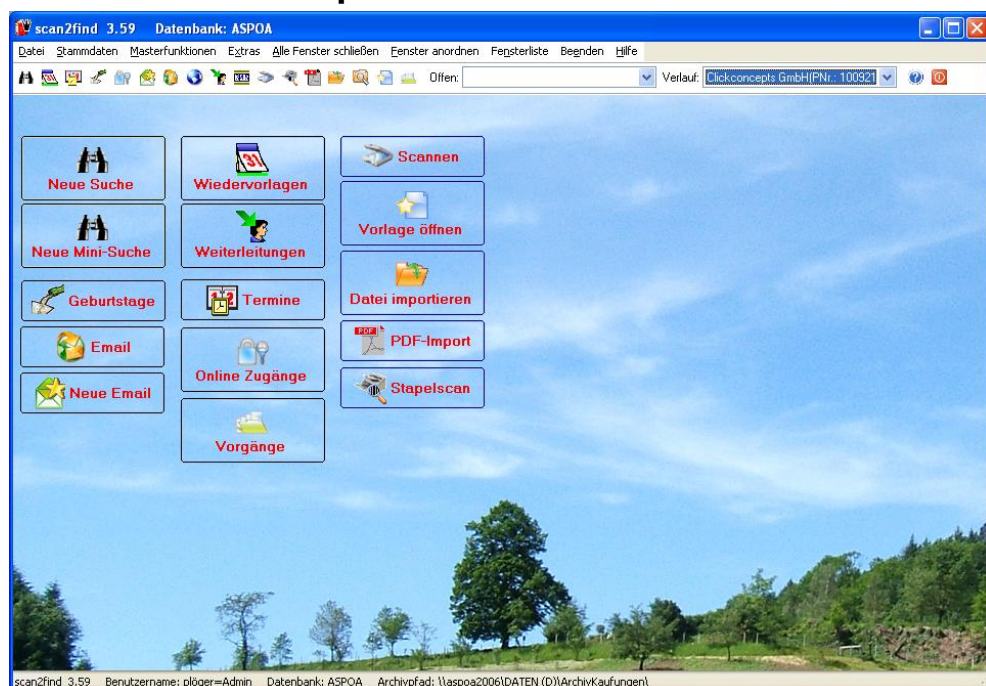 scan2find 3.59 Datenbank: ASPOA
Datei Stammdaten Masterfunktionen Extras Alle Fenster schließen Fenster anordnen Fensterliste Beenden Hilfe
Offen: Verlauf: Clickconcepts GmbH(PNr.: 100921
Neue Suche
Wiedervorlagen
Scannen
Vorlage öffnen
Neue Mini-Suche
Weiterleitungen
Datei importieren
Geburtstage
Termine
PDF-Import
Email
Online Zugänge
Stapelscan
Neue Email
Vorgänge
scan2find 3.59 Benutzername: plöger=Admin Datenbank: ASPOA Archivpfad: \\aspoa2006\DATEN (D)\ArchivKaufungen\